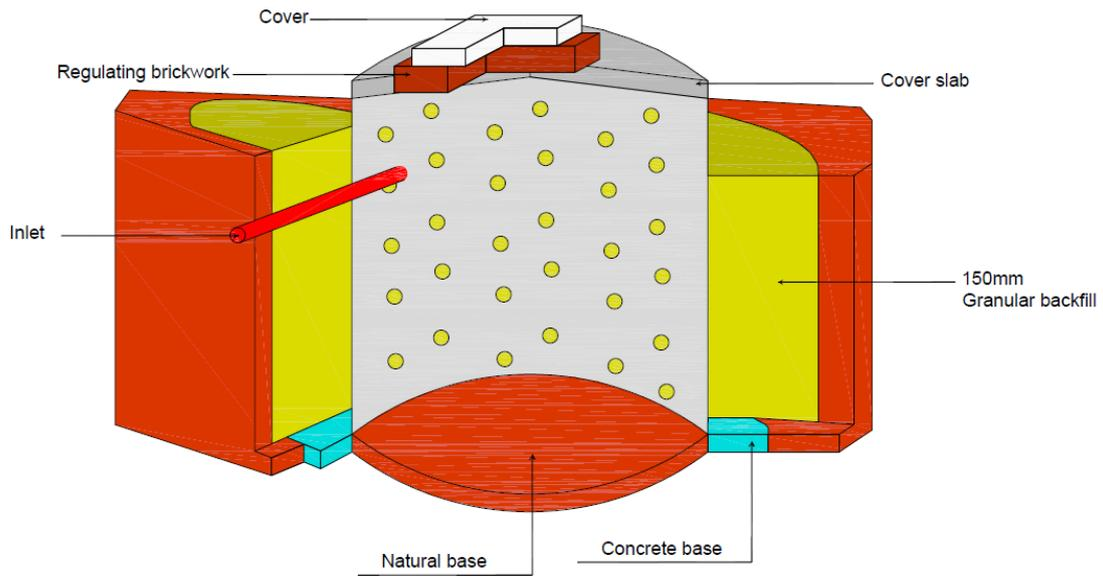 Cover
Regulating brickwork
Cover slab
Inlet
150mm
Granular backfill
Concrete base
Natural base